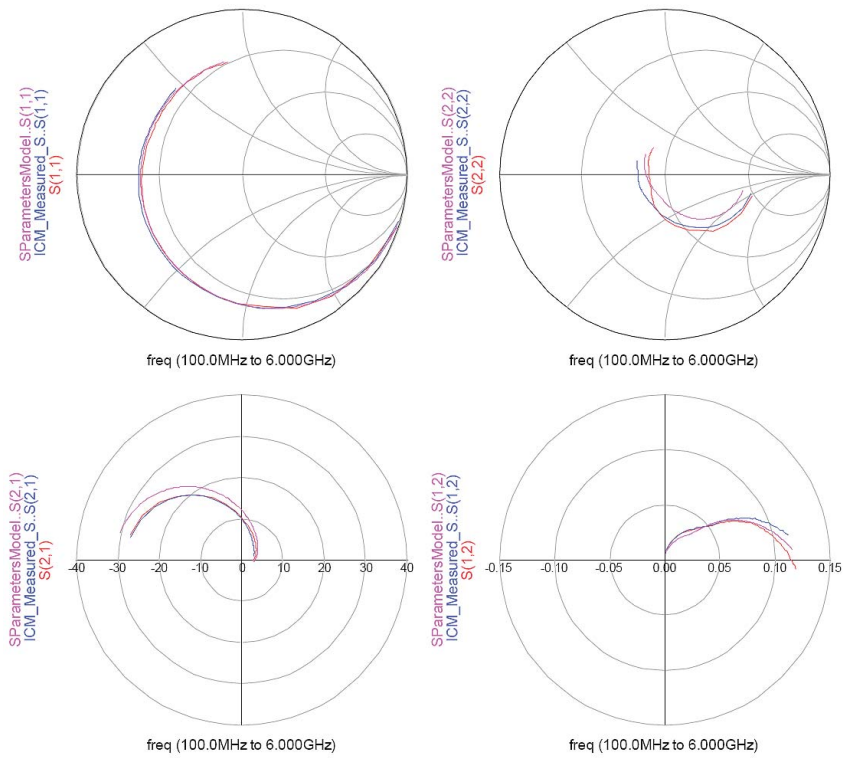 SParametersModel..S(1,1)
ICM_Measured_S..S(1,1)
S(1,1)
freq (100.0MHz to 6.000GHz)
SParametersModel..S(2,2)
ICM_Measured_S..S(2,2)
S(2,2)
freq (100.0MHz to 6.000GHz)
SParametersModel..S(2,1)
ICM_Measured_S..S(2,1)
S(2,1)
-40 -30 -20 -10 0 10 20 30 40
freq (100.0MHz to 6.000GHz)
SParametersModel..S(1,2)
ICM_Measured_S..S(1,2)
S(1,2)
-0.15 -0.10 -0.05 0.00 0.05 0.10 0.15
freq (100.0MHz to 6.000GHz)